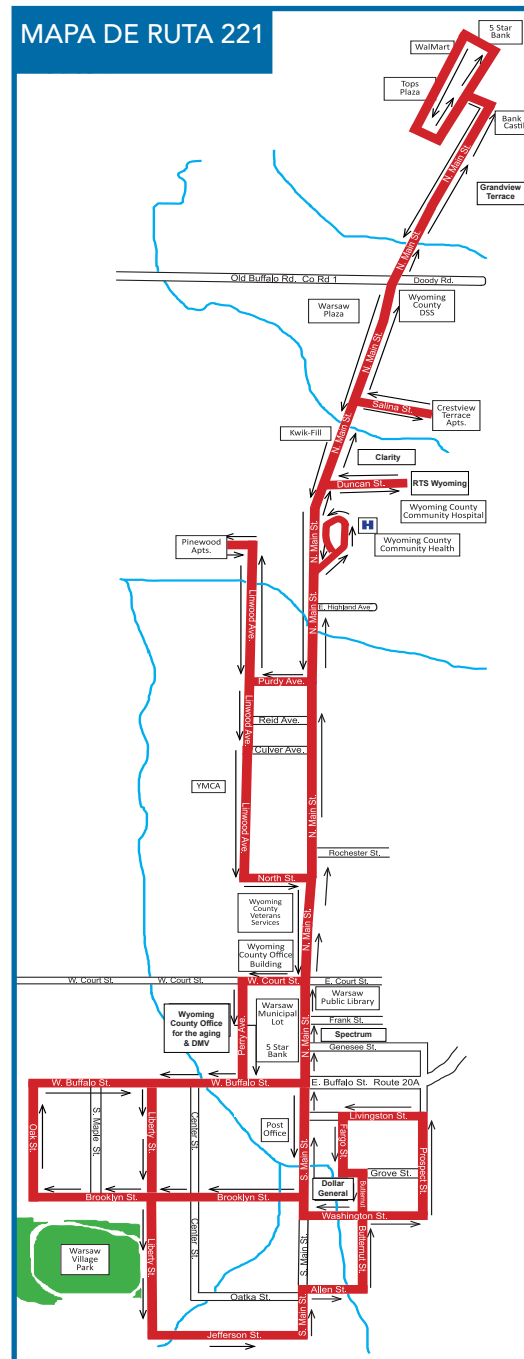 MAPA DE RUTA 221
5 Star
Bank
WalMart
Tops
Plaza
Bank
Castil
N. Main St.
Grandview
Terrace
N. Main St.
Old Buffalo Rd. Co Rd 1
Doody Rd.
Warsaw
Plaza
Wyoming
County
DSS
N. Main St.
Salina St.
Crestview
Terrace
Apts.
N. Main St.
Kwik-Fill
Clarity
Duncan St.
RTS Wyoming
Wyoming County
Community Hospital
H
N. Main St.
Wyoming County
Community Health
Pinewood
Apts.
Linwood Ave.
N. Main St.
E. Highland Ave
Purdy Ave.
Linwood Ave.
Reid Ave.
Culver Ave.
YMCA
Linwood Ave.
N. Main St.
Rochester St.
North St.
Wyoming
County
Veterans
Services
N. Main St.
Wyoming
County Office
Building
W. Court St.
W. Court St.
W. Court St.
E. Court St.
Warsaw
Public Library
Wyoming
County Office
for the aging
& DMV
Perry Ave.
Warsaw
Municipal
Lot
5 Star
Bank
N. Main St.
Frank St.
Spectrum
Genesee St.
W. Buffalo St.
W. Buffalo St.
E. Buffalo St. Route 20A
Oak St.
S. Maple St.
Liberty St.
Center St.
Post
Office
S. Main St.
Livingston St.
Fargo St.
Grove St.
Prospect St.
Dollar
General
Butternut
Brooklyn St.
Brooklyn St.
Washington St.
Warsaw
Village
Park
Liberty St.
Center St.
S. Main St.
Butternut St.
Allen St.
Oatka St.
S. Main St.
Jefferson St.